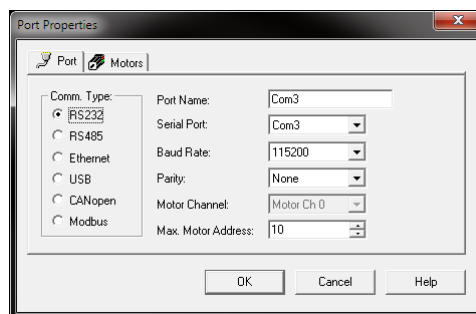 Port Properties
Port Motors
Comm. Type:
RS232
RS485
Ethernet
USB
CANopen
Modbus
Port Name: Com3
Serial Port: Com3
Baud Rate: 115200
Parity: None
Motor Channel: Motor Ch 0
Max. Motor Address: 10
OK Cancel Help